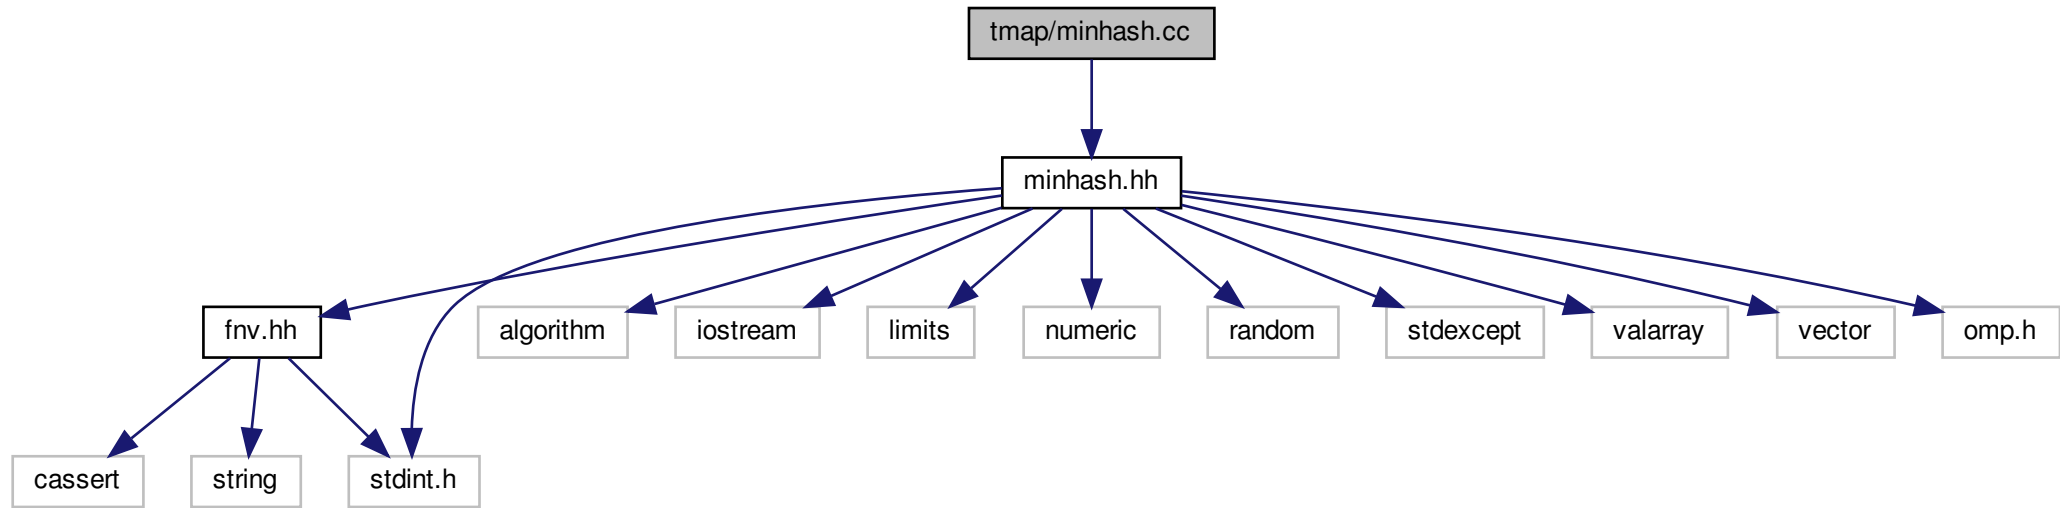 tmap/minhash.cc
minhash.hh
fnv.hh
algorithm
iostream
limits
numeric
random
stdexcept
valarray
vector
omp.h
cassert
string
stdint.h